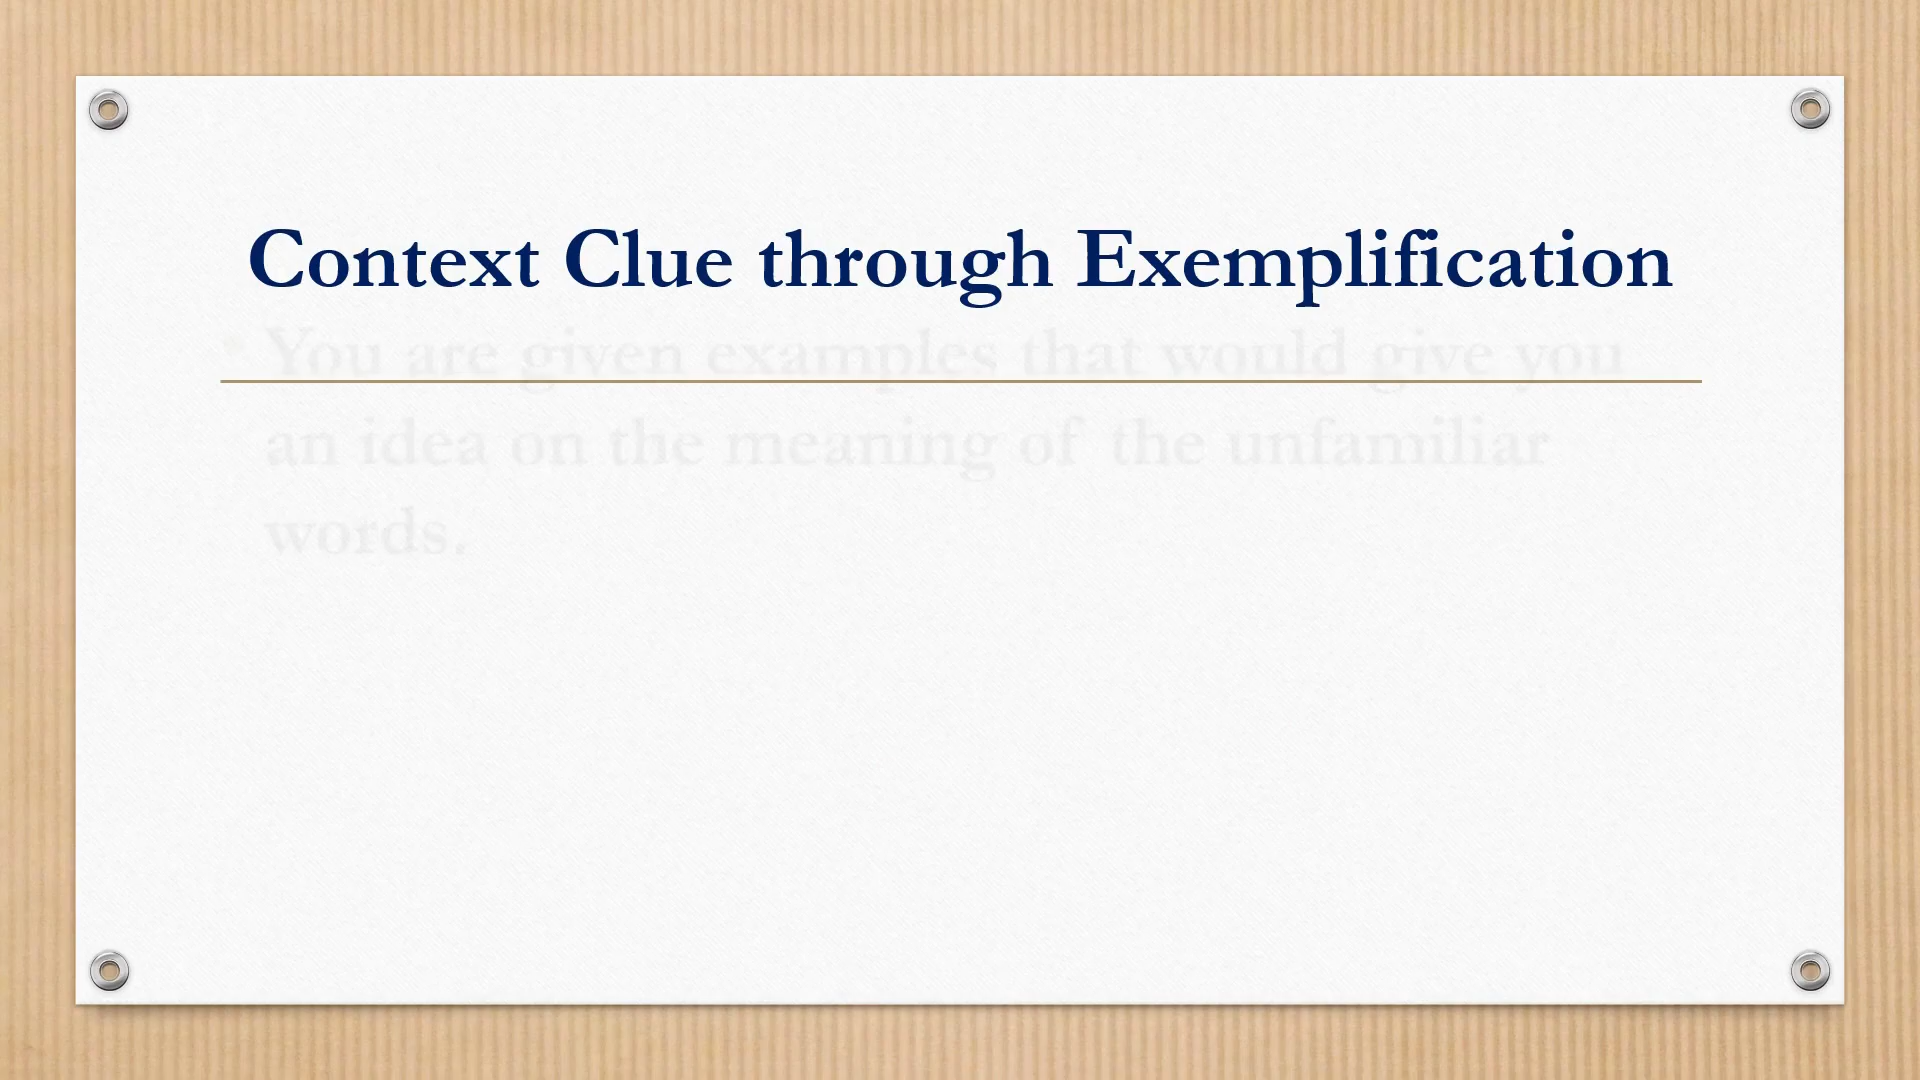 Context Clue through Exemplification
You are given examples that would give you
an idea on the meaning of the unfamiliar
words.